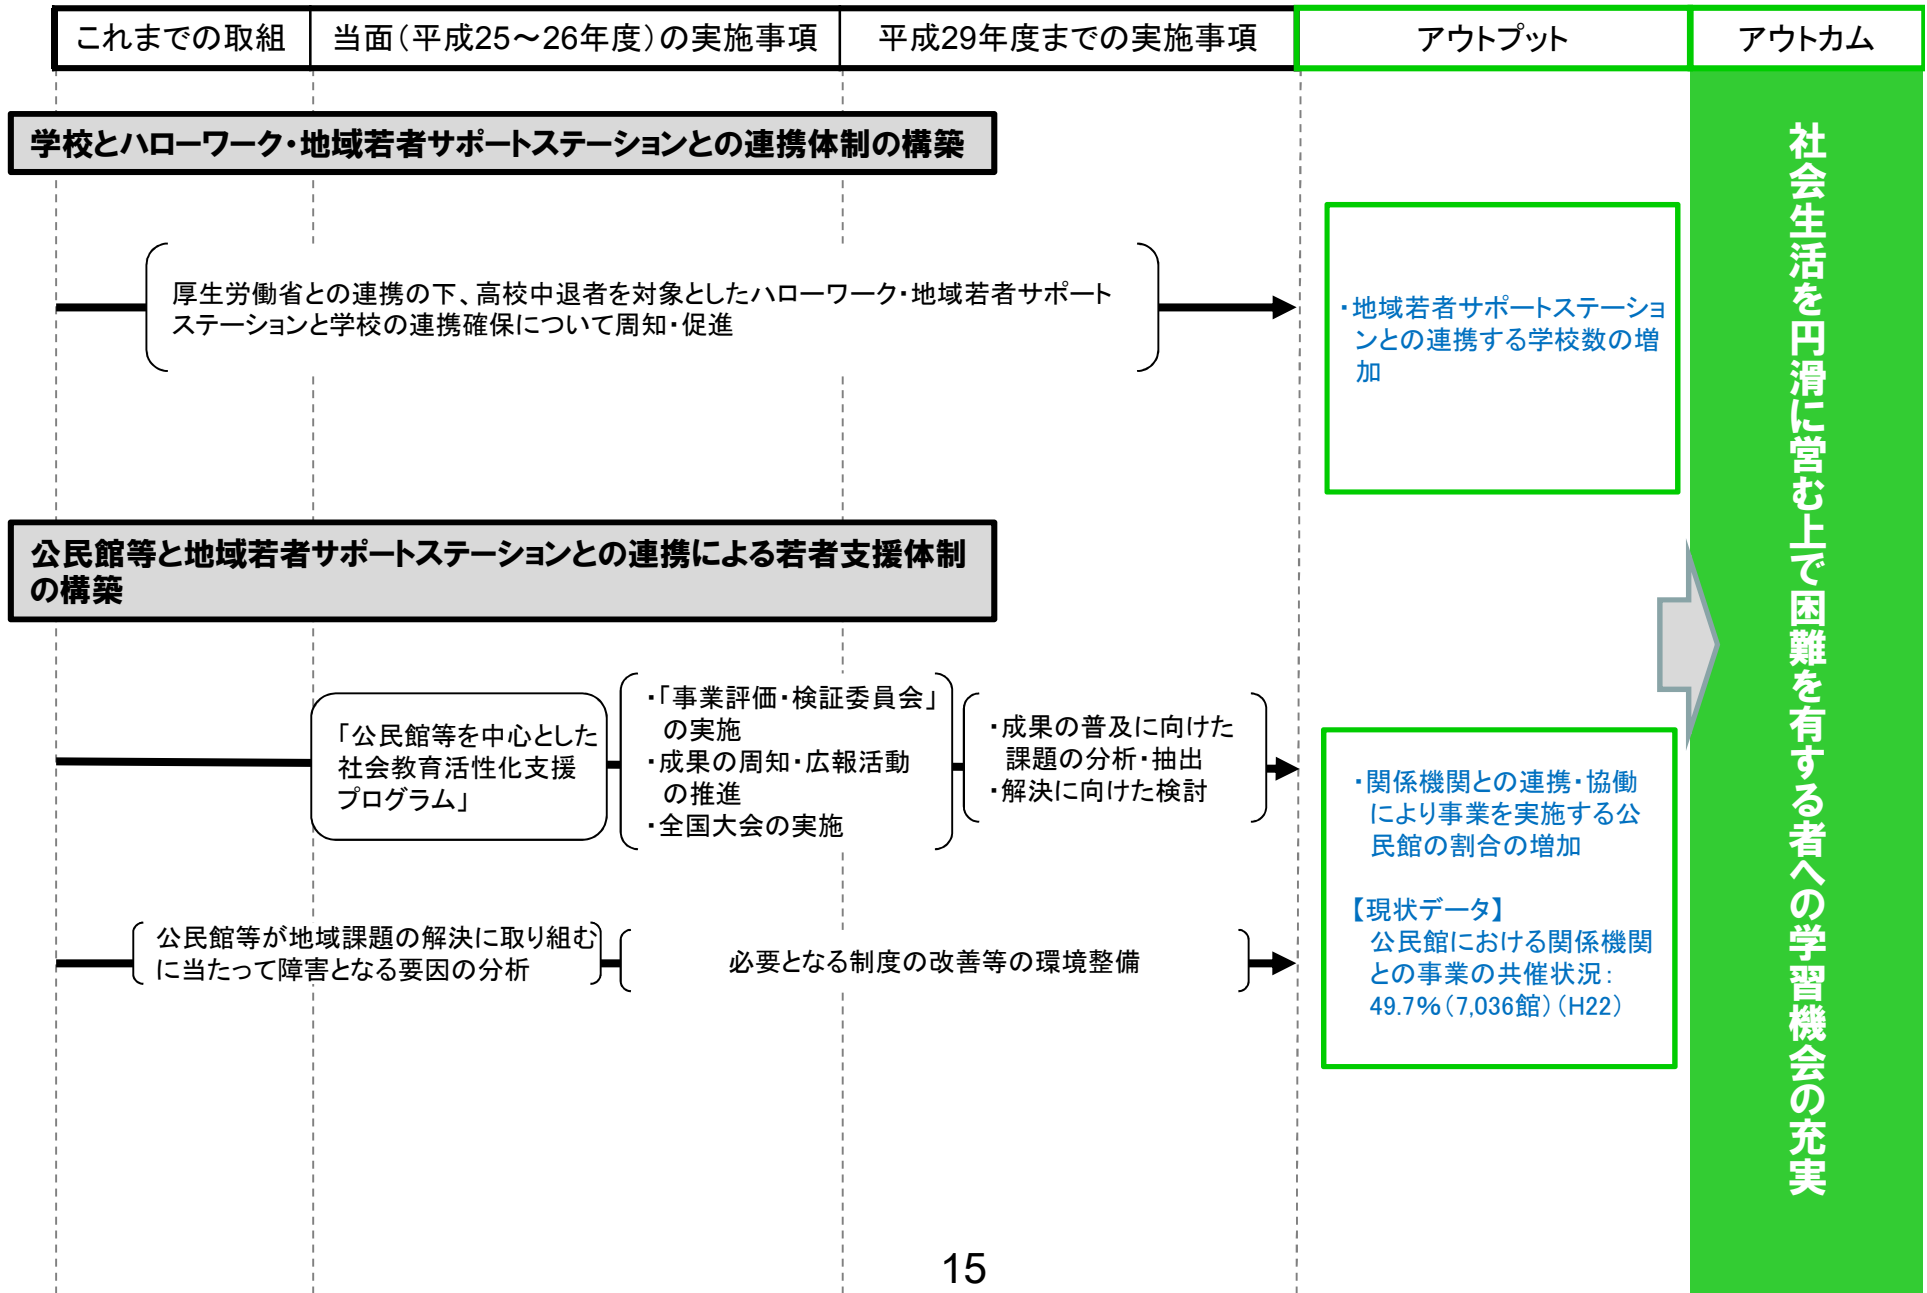 これまでの取組
当面(平成25～26年度)の実施事項
平成29年度までの実施事項
アウトプット
アウトカム
学校とハローワーク・地域若者サポートステーションとの連携体制の構築
厚生労働省との連携の下、高校中退者を対象としたハローワーク・地域若者サポート
ステーションと学校の連携確保について周知・促進
・地域若者サポートステーショ
ンとの連携する学校数の増
加
公民館等と地域若者サポートステーションとの連携による若者支援体制
の構築
「公民館等を中心とした
社会教育活性化支援
プログラム」
・「事業評価・検証委員会」
の実施
・成果の周知・広報活動
の推進
・全国大会の実施
・成果の普及に向けた
課題の分析・抽出
・解決に向けた検討
公民館等が地域課題の解決に取り組む
に当たって障害となる要因の分析
必要となる制度の改善等の環境整備
・関係機関との連携・協働
により事業を実施する公
民館の割合の増加
【現状データ】
公民館における関係機関
との事業の共催状況：
49.7%(7,036館)(H22)
社会生活を円滑に営む上で困難を有する者への学習機会の充実
15